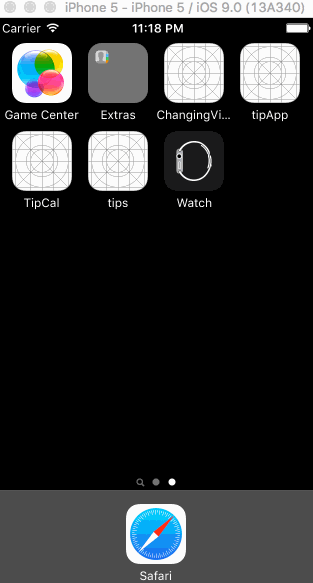 iPhone 5 - iPhone 5 / iOS 9.0 (13A340)
Carrier 11:18 PM
Game Center Extras ChangingVi... tipApp
TipCal tips Watch
Safari